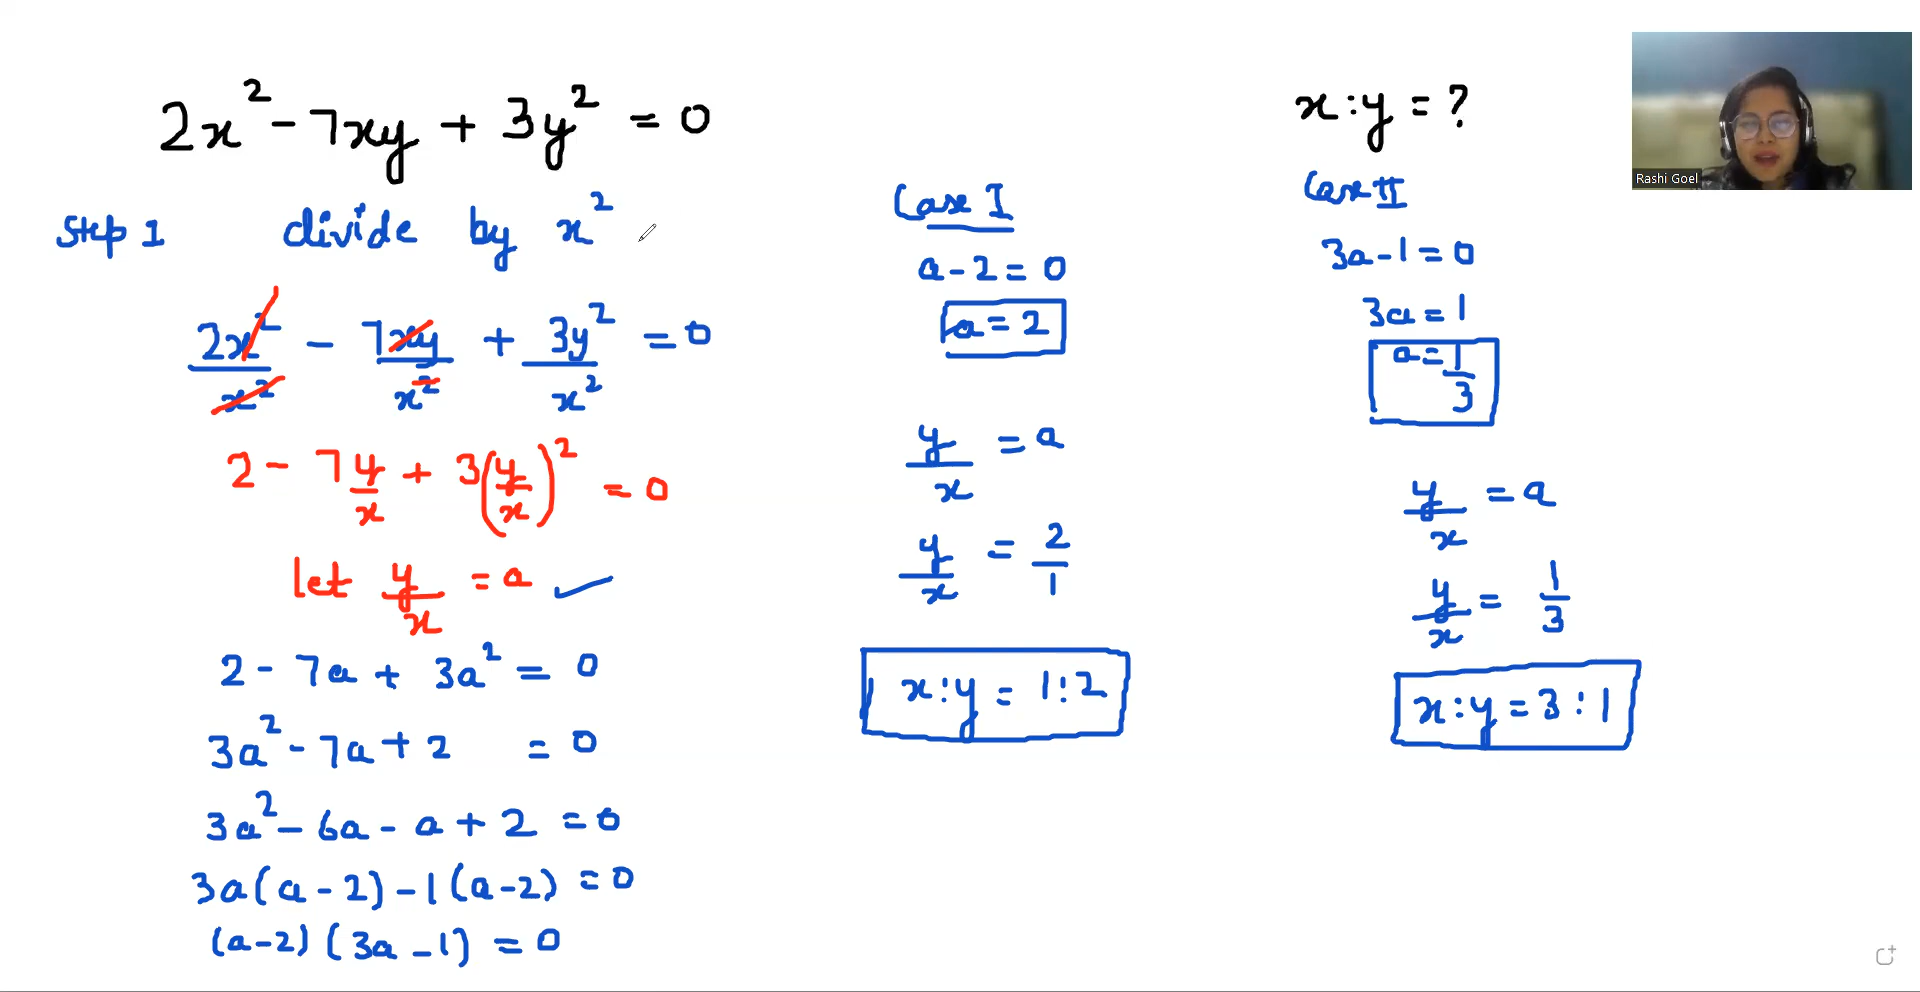 2x² - 7xy + 3y² = 0
Step 1 divide by x²
2x²/x² - 7xy/x² + 3y²/x² = 0
2 - 7 y/x + 3(y/x)² = 0
let y/x = a
2 - 7a + 3a² = 0
3a² - 7a + 2 = 0
3a² - 6a - a + 2 = 0
3a(a - 2) - 1(a - 2) = 0
(a - 2)(3a - 1) = 0
Case I
a - 2 = 0
a = 2
y/x = a
y/x = 2/1
x : y = 1 : 2
x : y = ?
Case II
3a - 1 = 0
3a = 1
a = 1/3
y/x = a
y/x = 1/3
x : y = 3 : 1
Rashi Goel